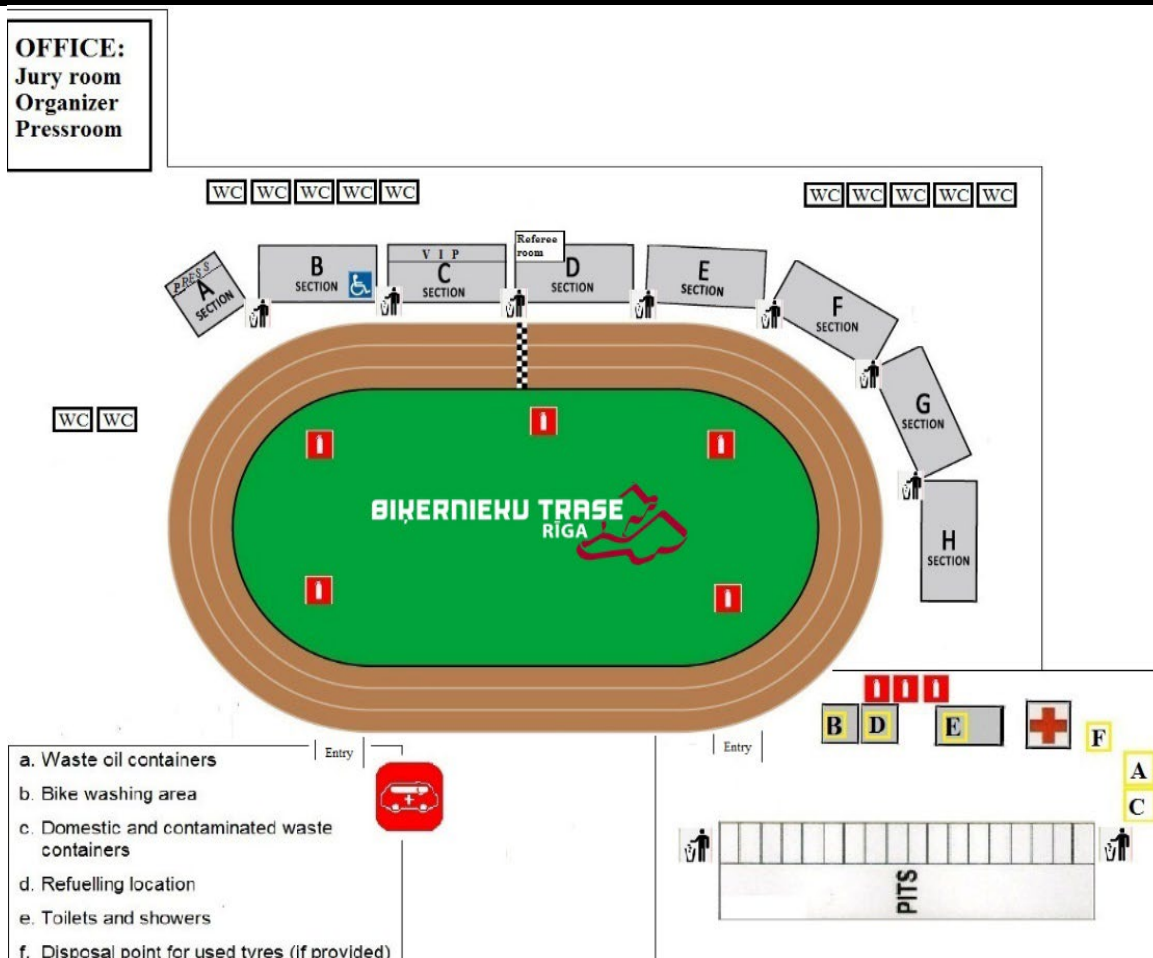 OFFICE:
Jury room
Organizer
Pressroom
WC WC WC WC WC
WC WC WC WC WC
PRESS
A
SECTION
B
SECTION
V I P
C
SECTION
Referee
room
D
SECTION
E
SECTION
F
SECTION
G
SECTION
H
SECTION
WC WC
BIĶERNIEKU TRASE
RĪGA
B D E F
A
C
Entry
Entry
a. Waste oil containers
b. Bike washing area
c. Domestic and contaminated waste
containers
d. Refuelling location
e. Toilets and showers
f. Disposal point for used tyres (if provided)
PITS